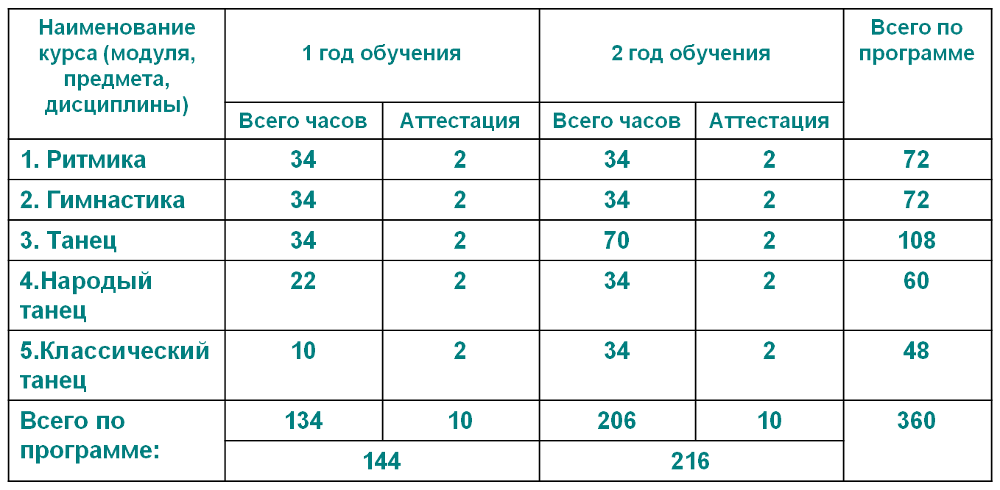 Наименование
курса (модуля,
предмета,
дисциплины)
1 год обучения
2 год обучения
Всего по
программе
Всего часов
Аттестация
Всего часов
Аттестация
1. Ритмика 34 2 34 2 72
2. Гимнастика 34 2 34 2 72
3. Танец 34 2 70 2 108
4.Народый 22 2 34 2 60
танец
5.Классический 10 2 34 2 48
танец
Всего по 134 10 206 10 360
программе: 144 216